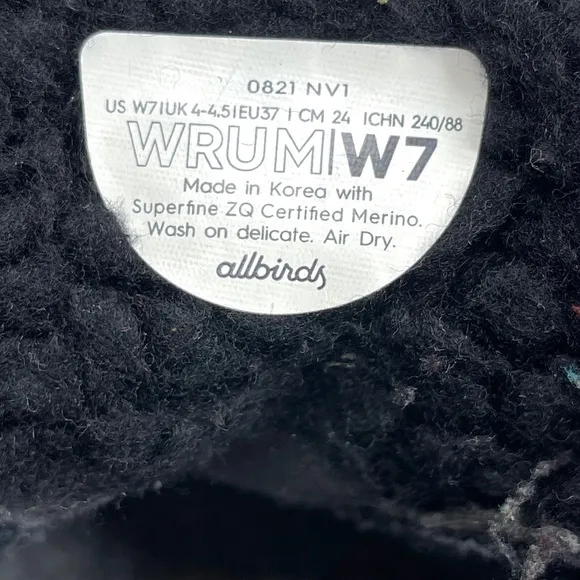 0821 NV1
US W7|UK 4-4.5|EU37 | CM 24 |CHN 240/88
WRUM|W7
Made in Korea with
Superfine ZQ Certified Merino.
Wash on delicate. Air Dry.
allbirds